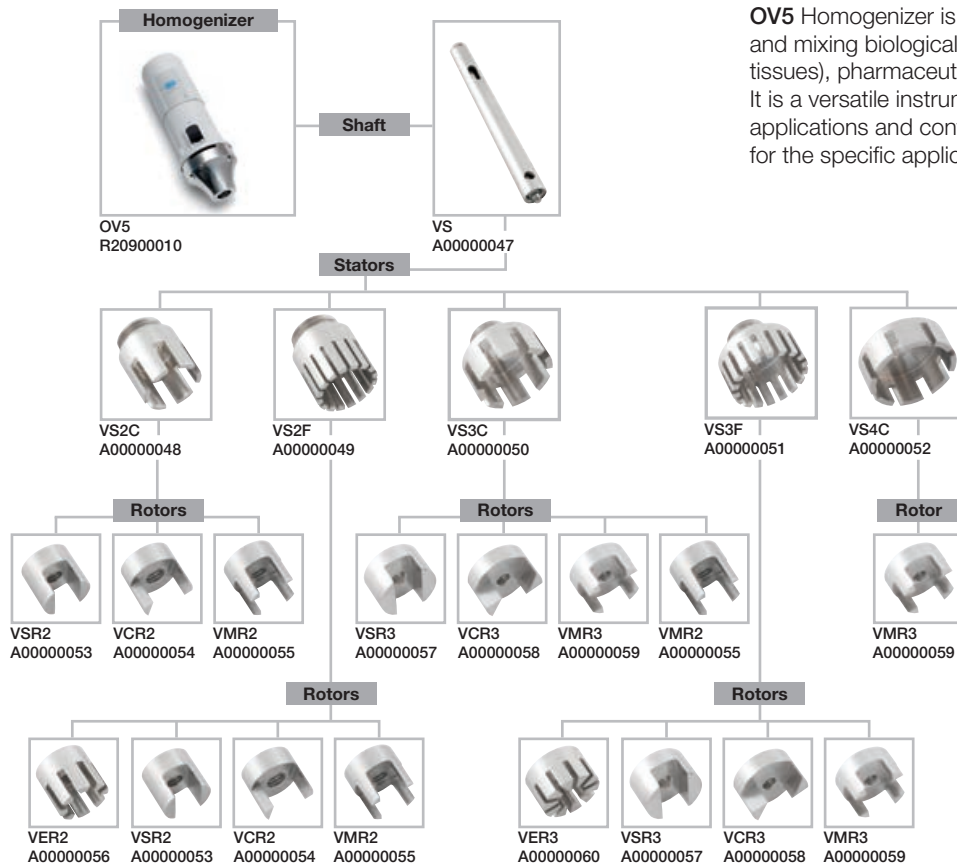 Homogenizer
OV5 Homogenizer is
and mixing biological
tissues), pharmaceut
It is a versatile instrum
applications and con
for the specific applic
Shaft
OV5
R20900010
VS
A00000047
Stators
VS2C
A00000048
VS2F
A00000049
VS3C
A00000050
VS3F
A00000051
VS4C
A00000052
Rotors
Rotors
Rotor
VSR2
A00000053
VCR2
A00000054
VMR2
A00000055
VSR3
A00000057
VCR3
A00000058
VMR3
A00000059
VMR2
A00000055
VMR3
A00000059
Rotors
Rotors
VER2
A00000056
VSR2
A00000053
VCR2
A00000054
VMR2
A00000055
VER3
A00000060
VSR3
A00000057
VCR3
A00000058
VMR3
A00000059